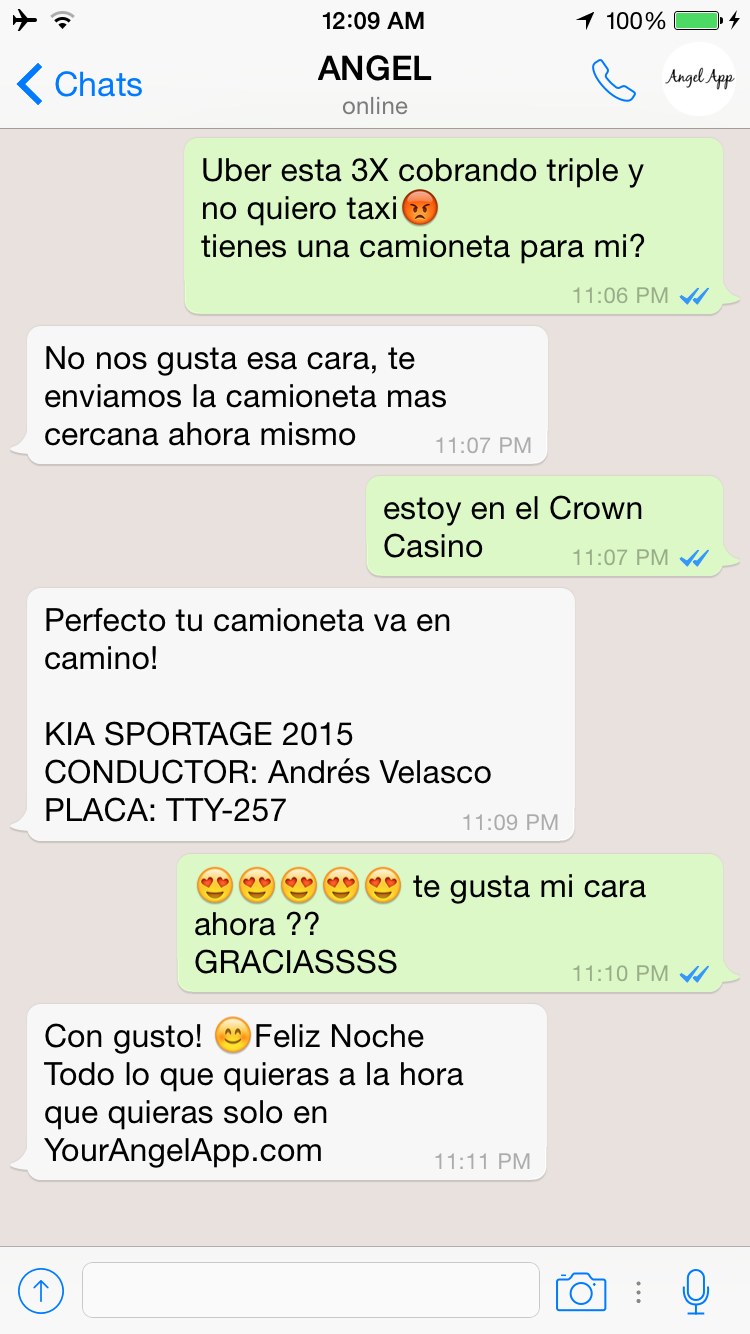 12:09 AM
100%
Chats
ANGEL
online
Angel App
Uber esta 3X cobrando triple y
no quiero taxi😡
tienes una camioneta para mi?
11:06 PM
No nos gusta esa cara, te
enviamos la camioneta mas
cercana ahora mismo
11:07 PM
estoy en el Crown
Casino
11:07 PM
Perfecto tu camioneta va en
camino!
KIA SPORTAGE 2015
CONDUCTOR: Andrés Velasco
PLACA: TTY-257
11:09 PM
😍😍😍😍😍 te gusta mi cara
ahora ??
GRACIASSSS
11:10 PM
Con gusto! 😊Feliz Noche
Todo lo que quieras a la hora
que quieras solo en
YourAngelApp.com
11:11 PM